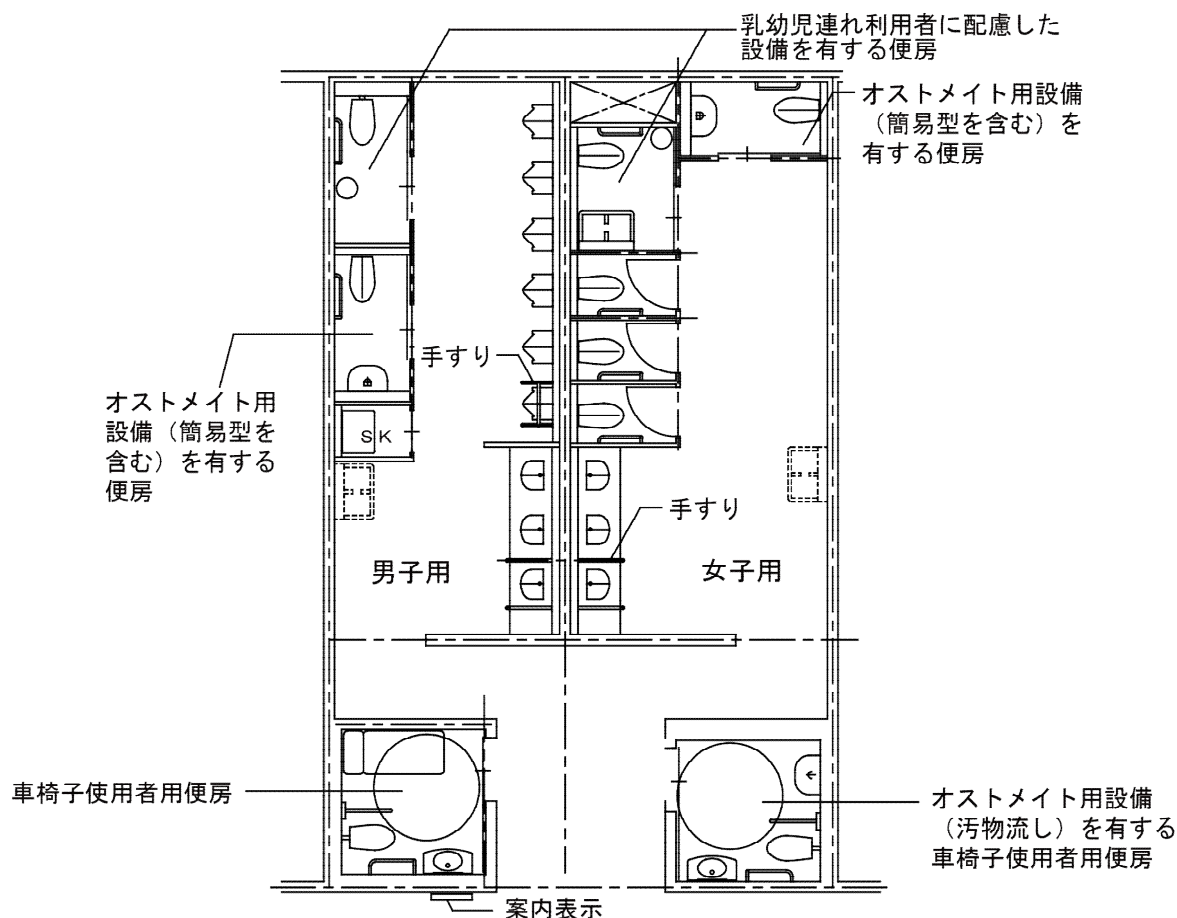 乳幼児連れ利用者に配慮した
設備を有する便房
オストメイト用設備
（簡易型を含む）を
有する便房
手すり
オストメイト用
設備（簡易型を
含む）を有する
便房
SK
手すり
男子用
女子用
車椅子使用者用便房
オストメイト用設備
（汚物流し）を有する
車椅子使用者用便房
案内表示